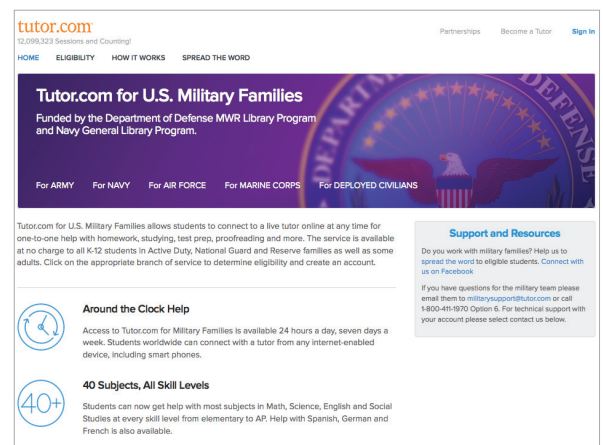 tutor.com
12,099,323 Sessions and Counting!
Partnerships Become a Tutor Sign In
HOME ELIGIBILITY HOW IT WORKS SPREAD THE WORD
Tutor.com for U.S. Military Families
Funded by the Department of Defense MWR Library Program
and Navy General Library Program.
For ARMY For NAVY For AIR FORCE For MARINE CORPS For DEPLOYED CIVILIANS
DEPARTMENT
DEFENSE
Tutor.com for U.S. Military Families allows students to connect to a live tutor online at any time for
one-to-one help with homework, studying, test prep, proofreading and more. The service is available
at no charge to all K-12 students in Active Duty, National Guard and Reserve families as well as some
adults. Click on the appropriate branch of service to determine eligibility and create an account.
Around the Clock Help
Access to Tutor.com for Military Families is available 24 hours a day, seven days a
week. Students worldwide can connect with a tutor from any internet-enabled
device, including smart phones.
40+
40 Subjects, All Skill Levels
Students can now get help with most subjects in Math, Science, English and Social
Studies at every skill level from elementary to AP. Help with Spanish, German and
French is also available.
Support and Resources
Do you work with military families? Help us to
spread the word to eligible students. Connect with
us on Facebook
If you have questions for the military team please
email them to militarysupport@tutor.com or call
1-800-411-1970 Option 6. For technical support with
your account please select contact us below.